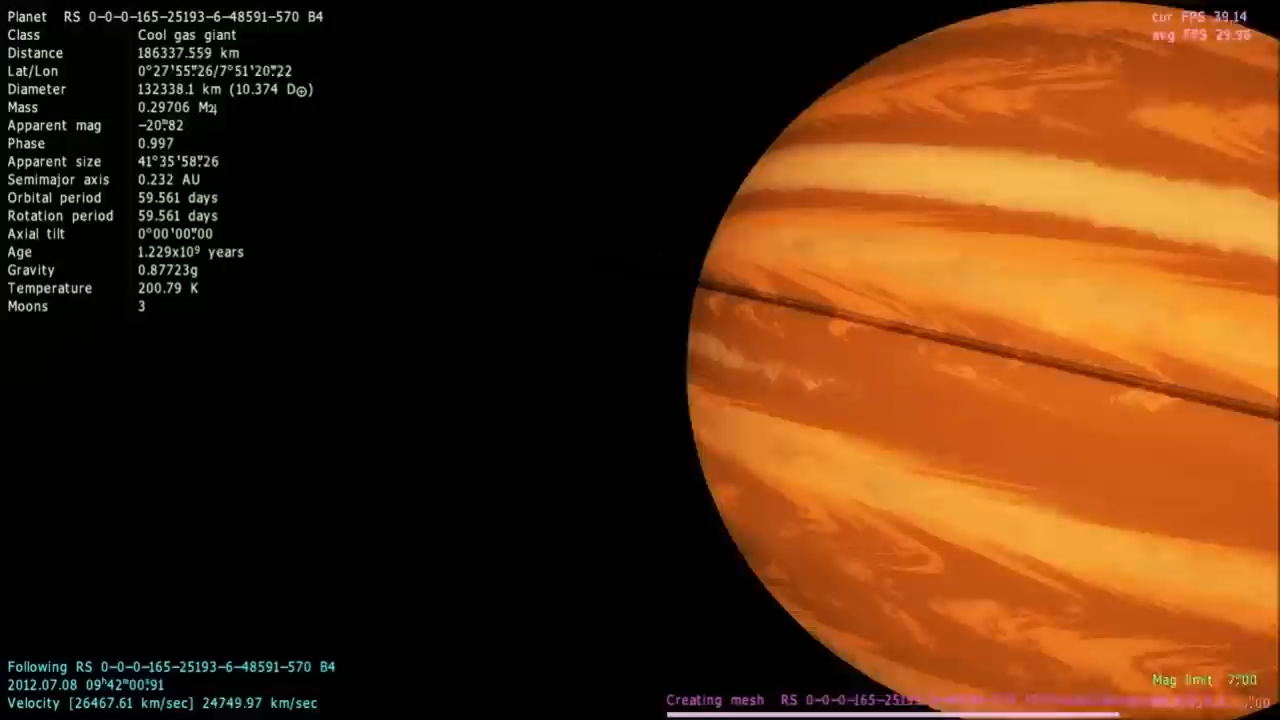 Planet RS 0-0-0-165-25193-6-48591-570 B4
Class Cool gas giant
Distance 186337.559 km
Lat/Lon 0°27'55"26/7°51'20"22
Diameter 132338.1 km (10.374 D⊕)
Mass 0.29706 M♃
Apparent mag -20ᵐ82
Phase 0.997
Apparent size 41°35'58"26
Semimajor axis 0.232 AU
Orbital period 59.561 days
Rotation period 59.561 days
Axial tilt 0°00'00"00
Age 1.229x10⁹ years
Gravity 0.87723g
Temperature 200.79 K
Moons 3
cur FPS 39.14
avg FPS 29.98
Following RS 0-0-0-165-25193-6-48591-570 B4
2012.07.08 09ʰ42ᵐ00ˢ91
Velocity [26467.61 km/sec] 24749.97 km/sec
Mag limit 7ᵐ00
Creating mesh RS 0-0-0-165-2519